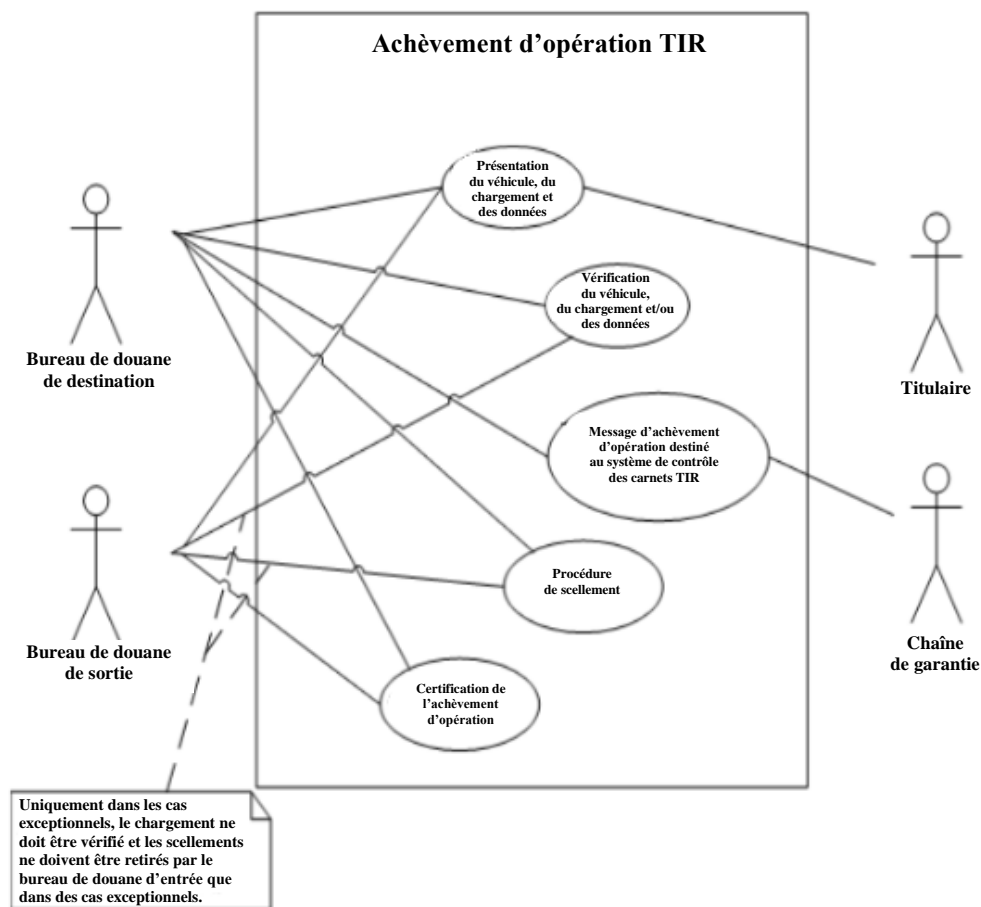 Achèvement d’opération TIR
Présentation
du véhicule, du
chargement et
des données
Vérification
du véhicule,
du chargement et/ou
des données
Bureau de douane
de destination
Titulaire
Message d’achèvement
d’opération destiné
au système de contrôle
des carnets TIR
Procédure
de scellement
Bureau de douane
de sortie
Chaîne
de garantie
Certification de
l’achèvement
d’opération
Uniquement dans les cas
exceptionnels, le chargement ne
doit être vérifié et les scellements
ne doivent être retirés par le
bureau de douane d’entrée que
dans des cas exceptionnels.